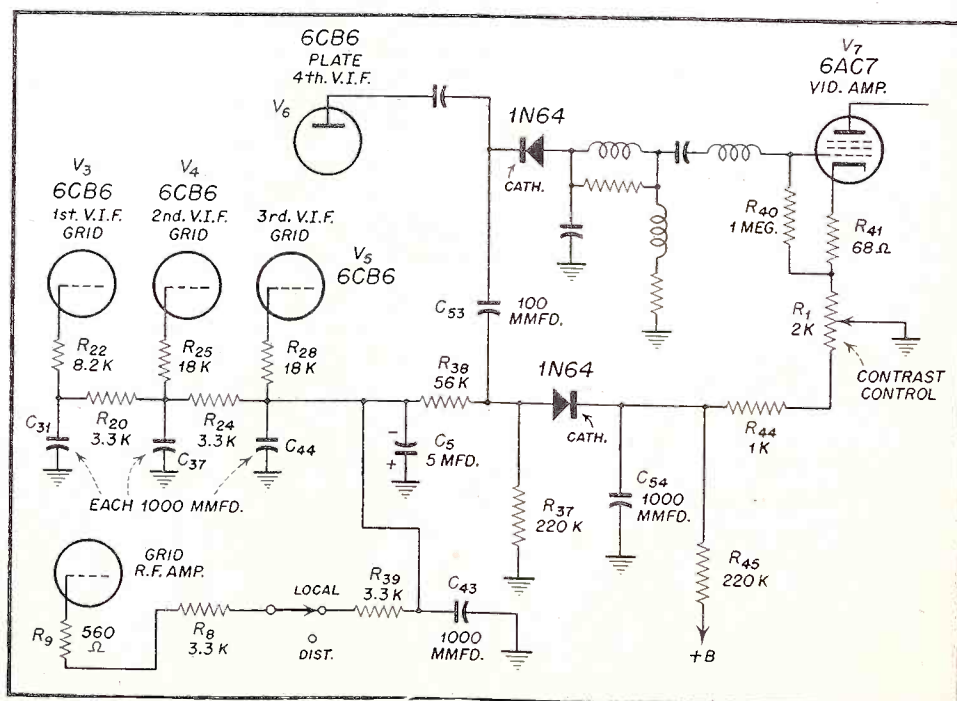 6CB6
PLATE
4th. V.I.F.
V6
V7
6AC7
VID. AMP.
1N64
CATH.
R40
1 MEG.
R41
68 Ω
V3
6CB6
1st. V.I.F.
GRID
V4
6CB6
2nd. V.I.F.
GRID
3rd. V.I.F.
GRID
V5
6CB6
C53
100
MMFD.
R1
2K
CONTRAST
CONTROL
R22
8.2 K
R25
18 K
R28
18 K
R38
56 K
1N64
CATH.
R44
1 K
C31
R20
3.3 K
C37
R24
3.3 K
C44
EACH 1000 MMFD.
-
+
C5
5 MFD.
R37
220 K
C54
1000
MMFD.
R45
220 K
+B
GRID
R.F. AMP.
R9
560
Ω
R8
3.3 K
LOCAL
DIST.
R39
3.3 K
C43
1000
MMFD.